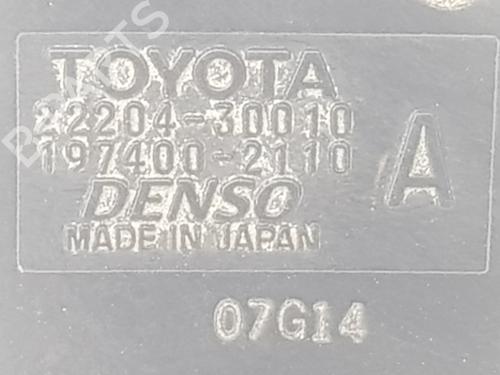 TOYOTA
22204-30010
197400-2110
A
DENSO
MADE IN JAPAN
07G14